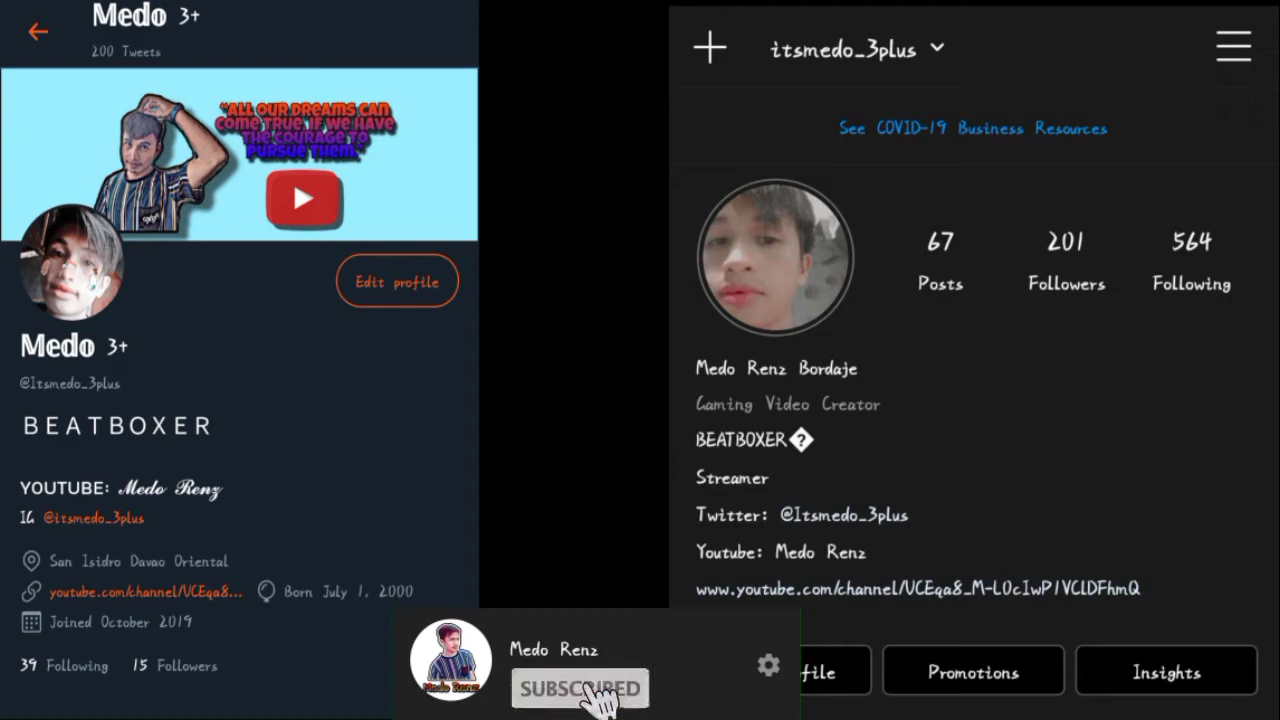 Medo 3+
200 Tweets
"ALL OUR DREAMS CAN
COME TRUE, IF WE HAVE
THE COURAGE TO
PURSUE THEM."
Edit profile
Medo 3+
@Itsmedo_3plus
BEATBOXER
YOUTUBE: Medo Renz
IG @itsmedo_3plus
San Isidro Davao Oriental
youtube.com/channel/UCEqa8... Born July 1, 2000
Joined October 2019
39 Following 15 Followers
itsmedo_3plus
See COVID-19 Business Resources
67 201 564
Posts Followers Following
Medo Renz Bordaje
Gaming Video Creator
BEATBOXER�
Streamer
Twitter: @Itsmedo_3plus
Youtube: Medo Renz
www.youtube.com/channel/UCEqa8_M-LOcIwP1VClDFhmQ
file Promotions Insights
Medo Renz
Medo Renz
SUBSCRIBED